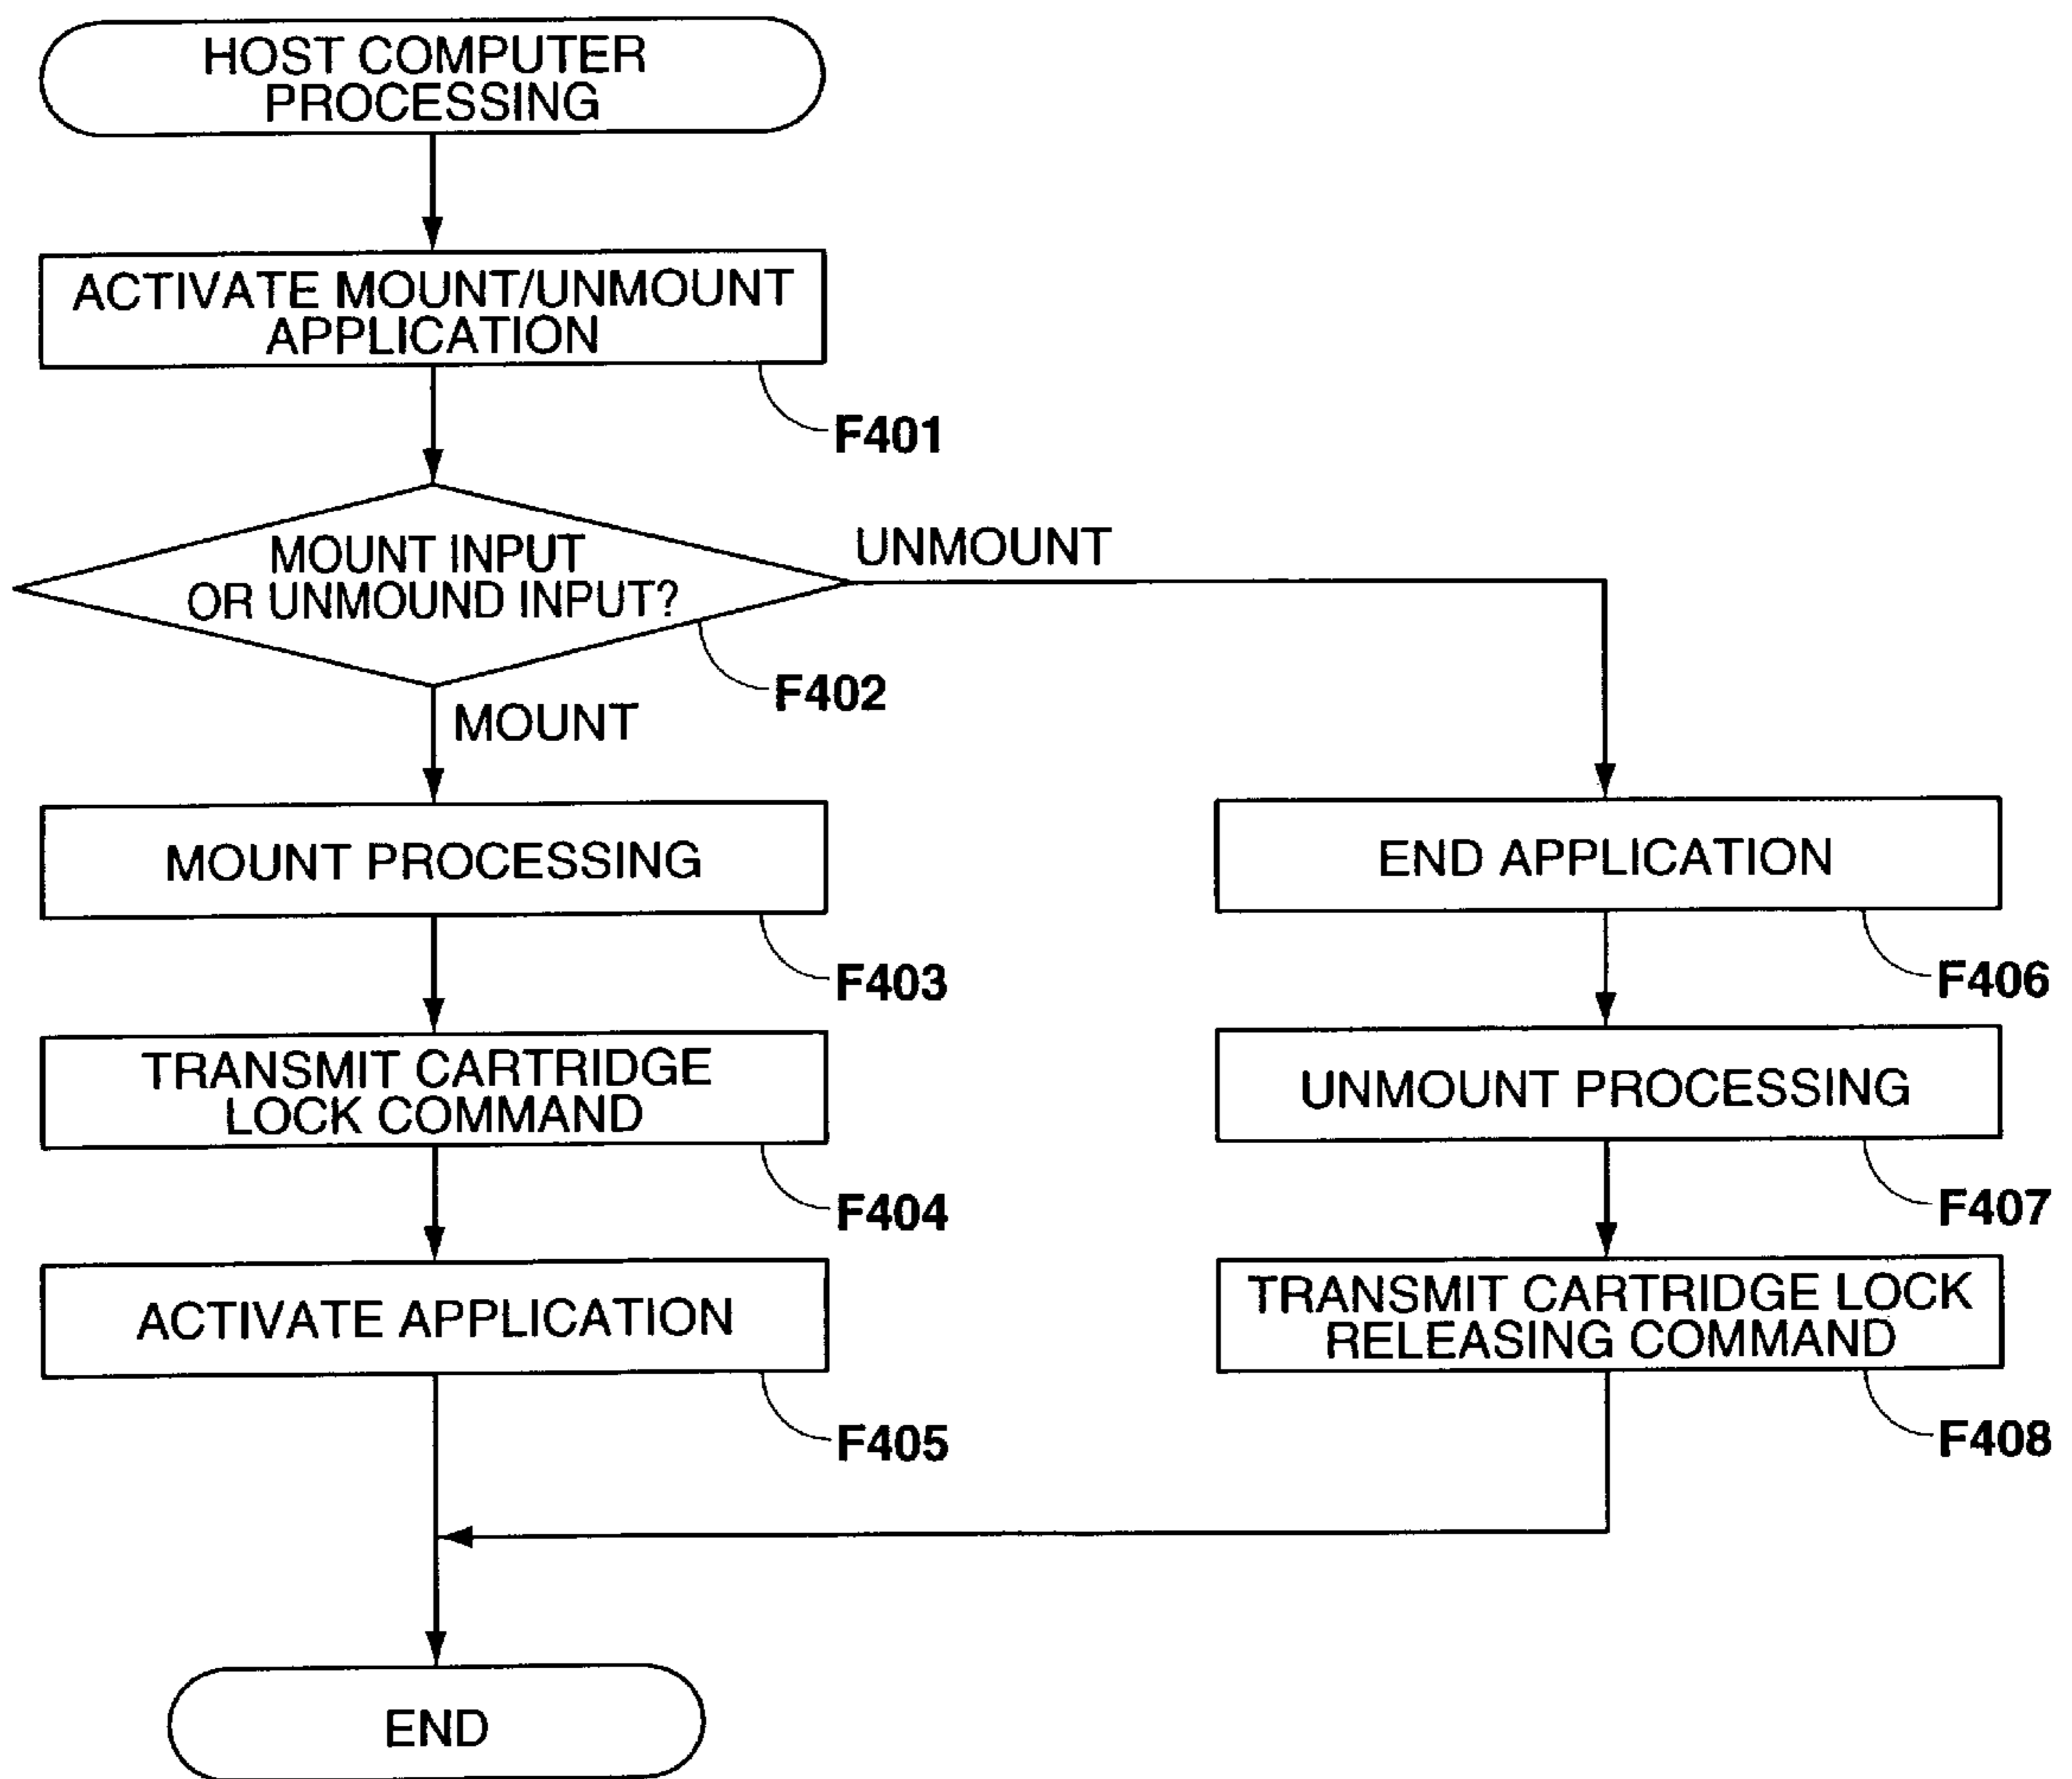 HOST COMPUTER
PROCESSING
ACTIVATE MOUNT/UNMOUNT
APPLICATION
F401
MOUNT INPUT
OR UNMOUND INPUT?
F402
UNMOUNT
MOUNT
MOUNT PROCESSING
F403
TRANSMIT CARTRIDGE
LOCK COMMAND
F404
ACTIVATE APPLICATION
F405
END APPLICATION
F406
UNMOUNT PROCESSING
F407
TRANSMIT CARTRIDGE LOCK
RELEASING COMMAND
F408
END